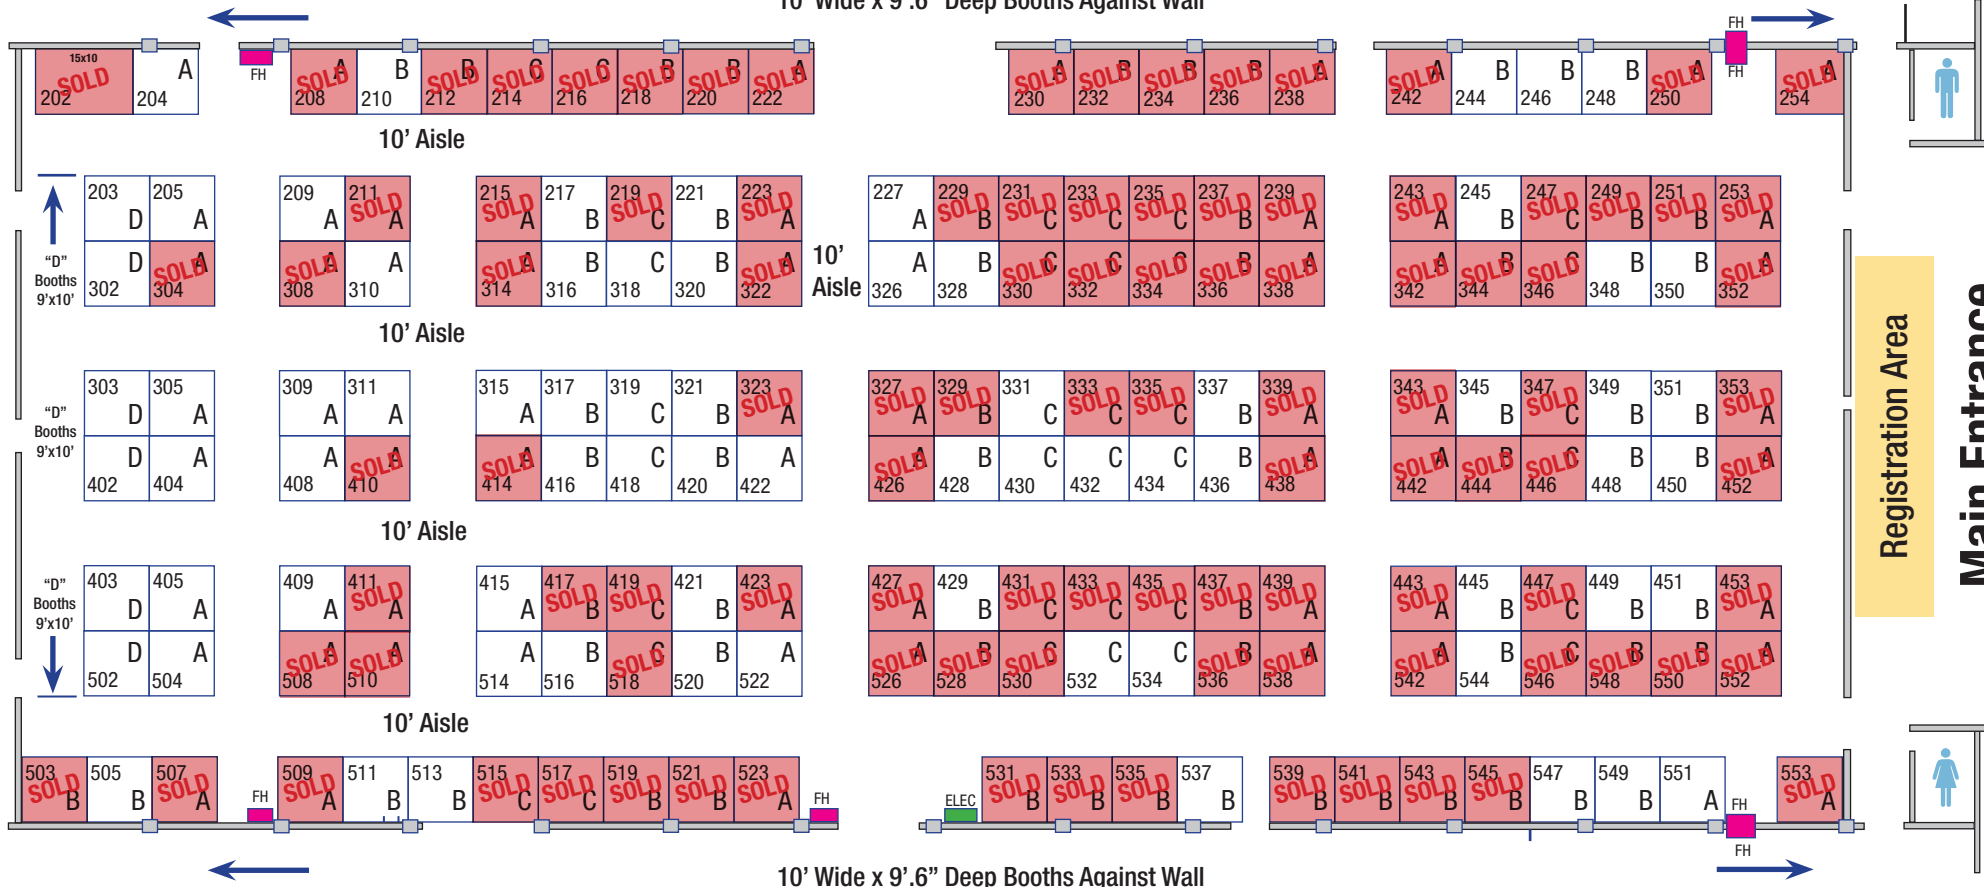 10' Wide x 9'.6" Deep Booths Against Wall
FH
15x10
SOLD 202
A 204
FH
SOLD A 208
B 210
SOLD B 212
SOLD C 214
SOLD C 216
SOLD B 218
SOLD B 220
SOLD A 222
SOLD A 230
SOLD B 232
SOLD B 234
SOLD B 236
SOLD A 238
SOLD A 242
B 244
B 246
B 248
SOLD A 250
FH
SOLD A 254
10' Aisle
203 D
205 A
209 A
211 SOLD A
215 SOLD A
217 B
219 SOLD C
221 B
223 SOLD A
227 A
229 SOLD B
231 SOLD C
233 SOLD C
235 SOLD C
237 SOLD B
239 SOLD A
243 SOLD A
245 B
247 SOLD C
249 SOLD B
251 SOLD B
253 SOLD A
"D"
Booths
9'x10'
D 302
SOLD A 304
SOLD A 308
A 310
SOLD A 314
B 316
C 318
B 320
SOLD A 322
10'
Aisle
A 326
B 328
SOLD C 330
SOLD C 332
SOLD C 334
SOLD B 336
SOLD A 338
SOLD A 342
SOLD B 344
SOLD C 346
B 348
B 350
SOLD A 352
10' Aisle
303 D
305 A
309 A
311 A
315 A
317 B
319 C
321 B
323 SOLD A
327 SOLD A
329 SOLD B
331 C
333 SOLD C
335 SOLD C
337 B
339 SOLD A
343 SOLD A
345 B
347 SOLD C
349 B
351 B
353 SOLD A
"D"
Booths
9'x10'
D 402
A 404
A 408
SOLD A 410
SOLD A 414
B 416
C 418
B 420
A 422
SOLD A 426
B 428
C 430
C 432
C 434
B 436
SOLD A 438
SOLD A 442
SOLD B 444
SOLD C 446
B 448
B 450
SOLD A 452
10' Aisle
403 D
405 A
409 A
411 SOLD A
415 A
417 SOLD B
419 SOLD C
421 B
423 SOLD A
427 SOLD A
429 B
431 SOLD C
433 SOLD C
435 SOLD C
437 SOLD B
439 SOLD A
443 SOLD A
445 B
447 SOLD C
449 B
451 B
453 SOLD A
"D"
Booths
9'x10'
D 502
A 504
SOLD A 508
SOLD A 510
A 514
B 516
SOLD C 518
B 520
A 522
SOLD A 526
SOLD B 528
SOLD C 530
C 532
C 534
SOLD B 536
SOLD A 538
SOLD A 542
B 544
SOLD C 546
SOLD B 548
SOLD B 550
SOLD A 552
Registration Area
Main Entrance
10' Aisle
503 SOLD B
505 B
507 SOLD A
FH
509 SOLD A
511 B
513 B
515 SOLD C
517 SOLD C
519 SOLD B
521 SOLD B
523 SOLD A
FH
ELEC
531 SOLD B
533 SOLD B
535 SOLD B
537 B
539 SOLD B
541 SOLD B
543 SOLD B
545 SOLD B
547 B
549 B
551 A
FH
FH
553 SOLD A
10' Wide x 9'.6" Deep Booths Against Wall